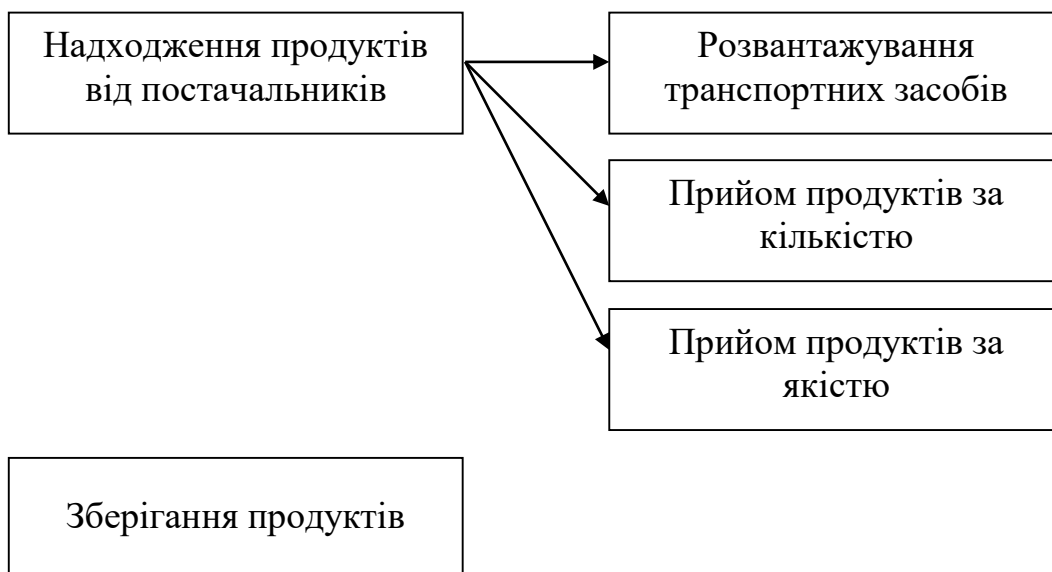 Надходження продуктів
від постачальників
Розвантажування
транспортних засобів
Прийом продуктів за
кількістю
Прийом продуктів за
якістю
Зберігання продуктів